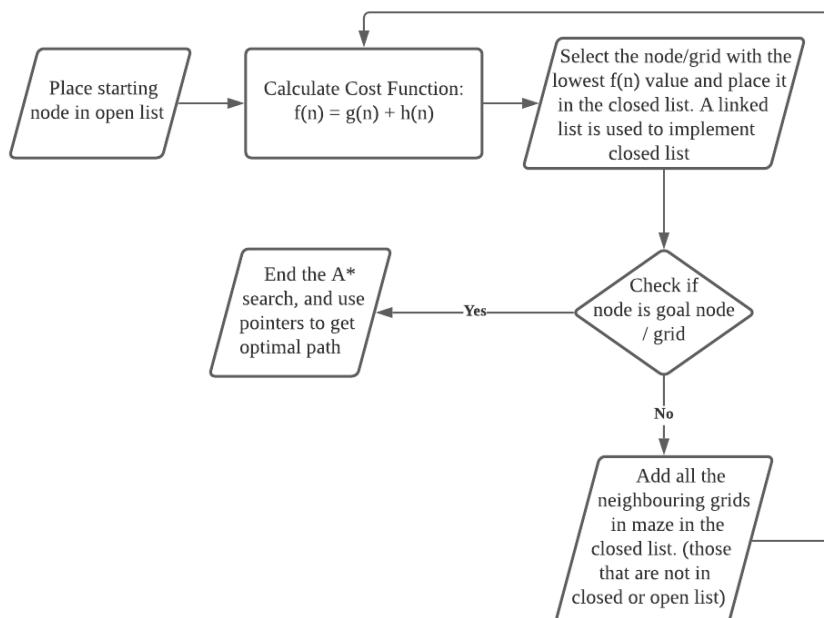 Place starting
node in open list
Calculate Cost Function:
f(n) = g(n) + h(n)
Select the node/grid with the
lowest f(n) value and place it
in the closed list. A linked
list is used to implement
closed list
Check if
node is goal node
/ grid
Yes
End the A*
search, and use
pointers to get
optimal path
No
Add all the
neighbouring grids
in maze in the
closed list. (those
that are not in
closed or open list)